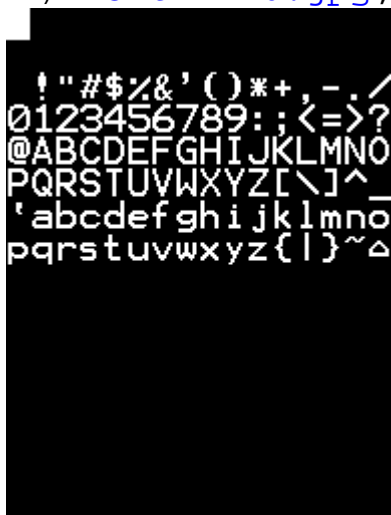 !"#$%&'()*+,-./
0123456789:;<=>?
@ABCDEFGHIJKLMNO
PQRSTUVWXYZ[\]^_
'abcdefghijklmno
pqrstuvwxyz{|}~⌂